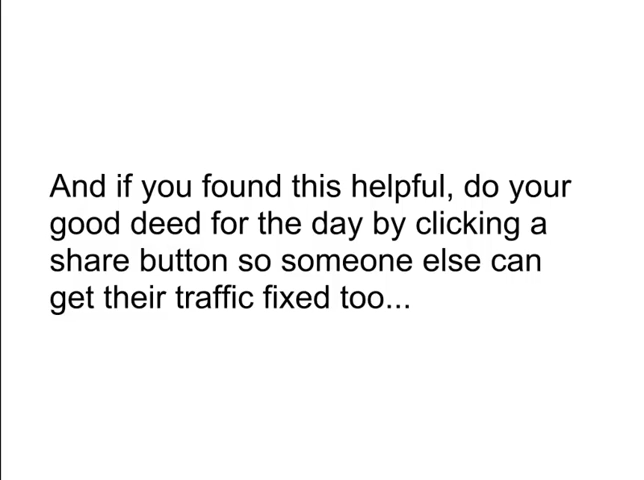 And if you found this helpful, do your
good deed for the day by clicking a
share button so someone else can
get their traffic fixed too...